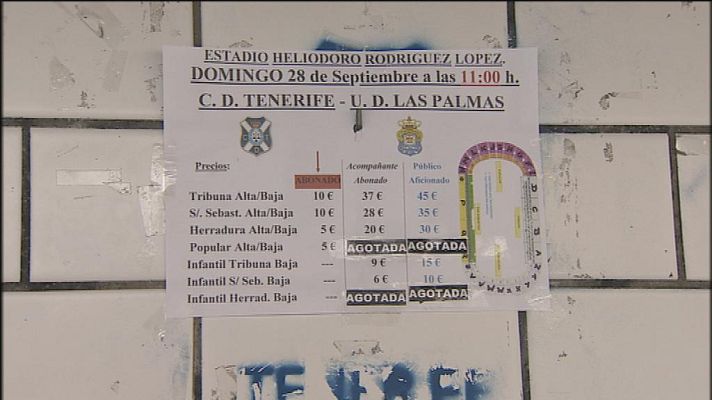 ESTADIO HELIODORO RODRIGUEZ LOPEZ.
DOMINGO 28 de Septiembre a las 11:00 h.
C. D. TENERIFE - U. D. LAS PALMAS
Precios: ABONADO Acompañante Abonado Público Aficionado
Tribuna Alta/Baja 10 € 37 € 45 €
S/. Sebast. Alta/Baja 10 € 28 € 35 €
Herradura Alta/Baja 5 € 20 € 30 €
Popular Alta/Baja 5 € AGOTADA AGOTADA
Infantil Tribuna Baja --- 9 € 15 €
Infantil S/ Seb. Baja --- 6 € 10 €
Infantil Herrad. Baja --- AGOTADA AGOTADA